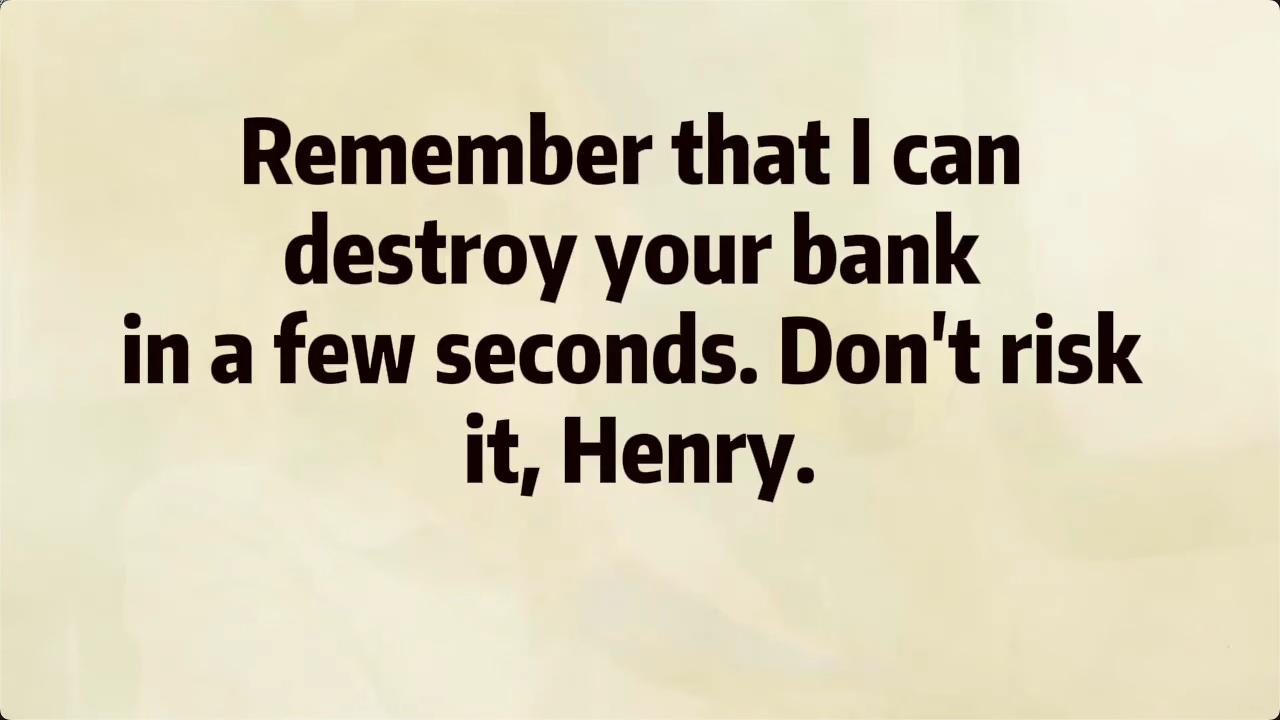 Remember that I can
destroy your bank
in a few seconds. Don't risk
it, Henry.